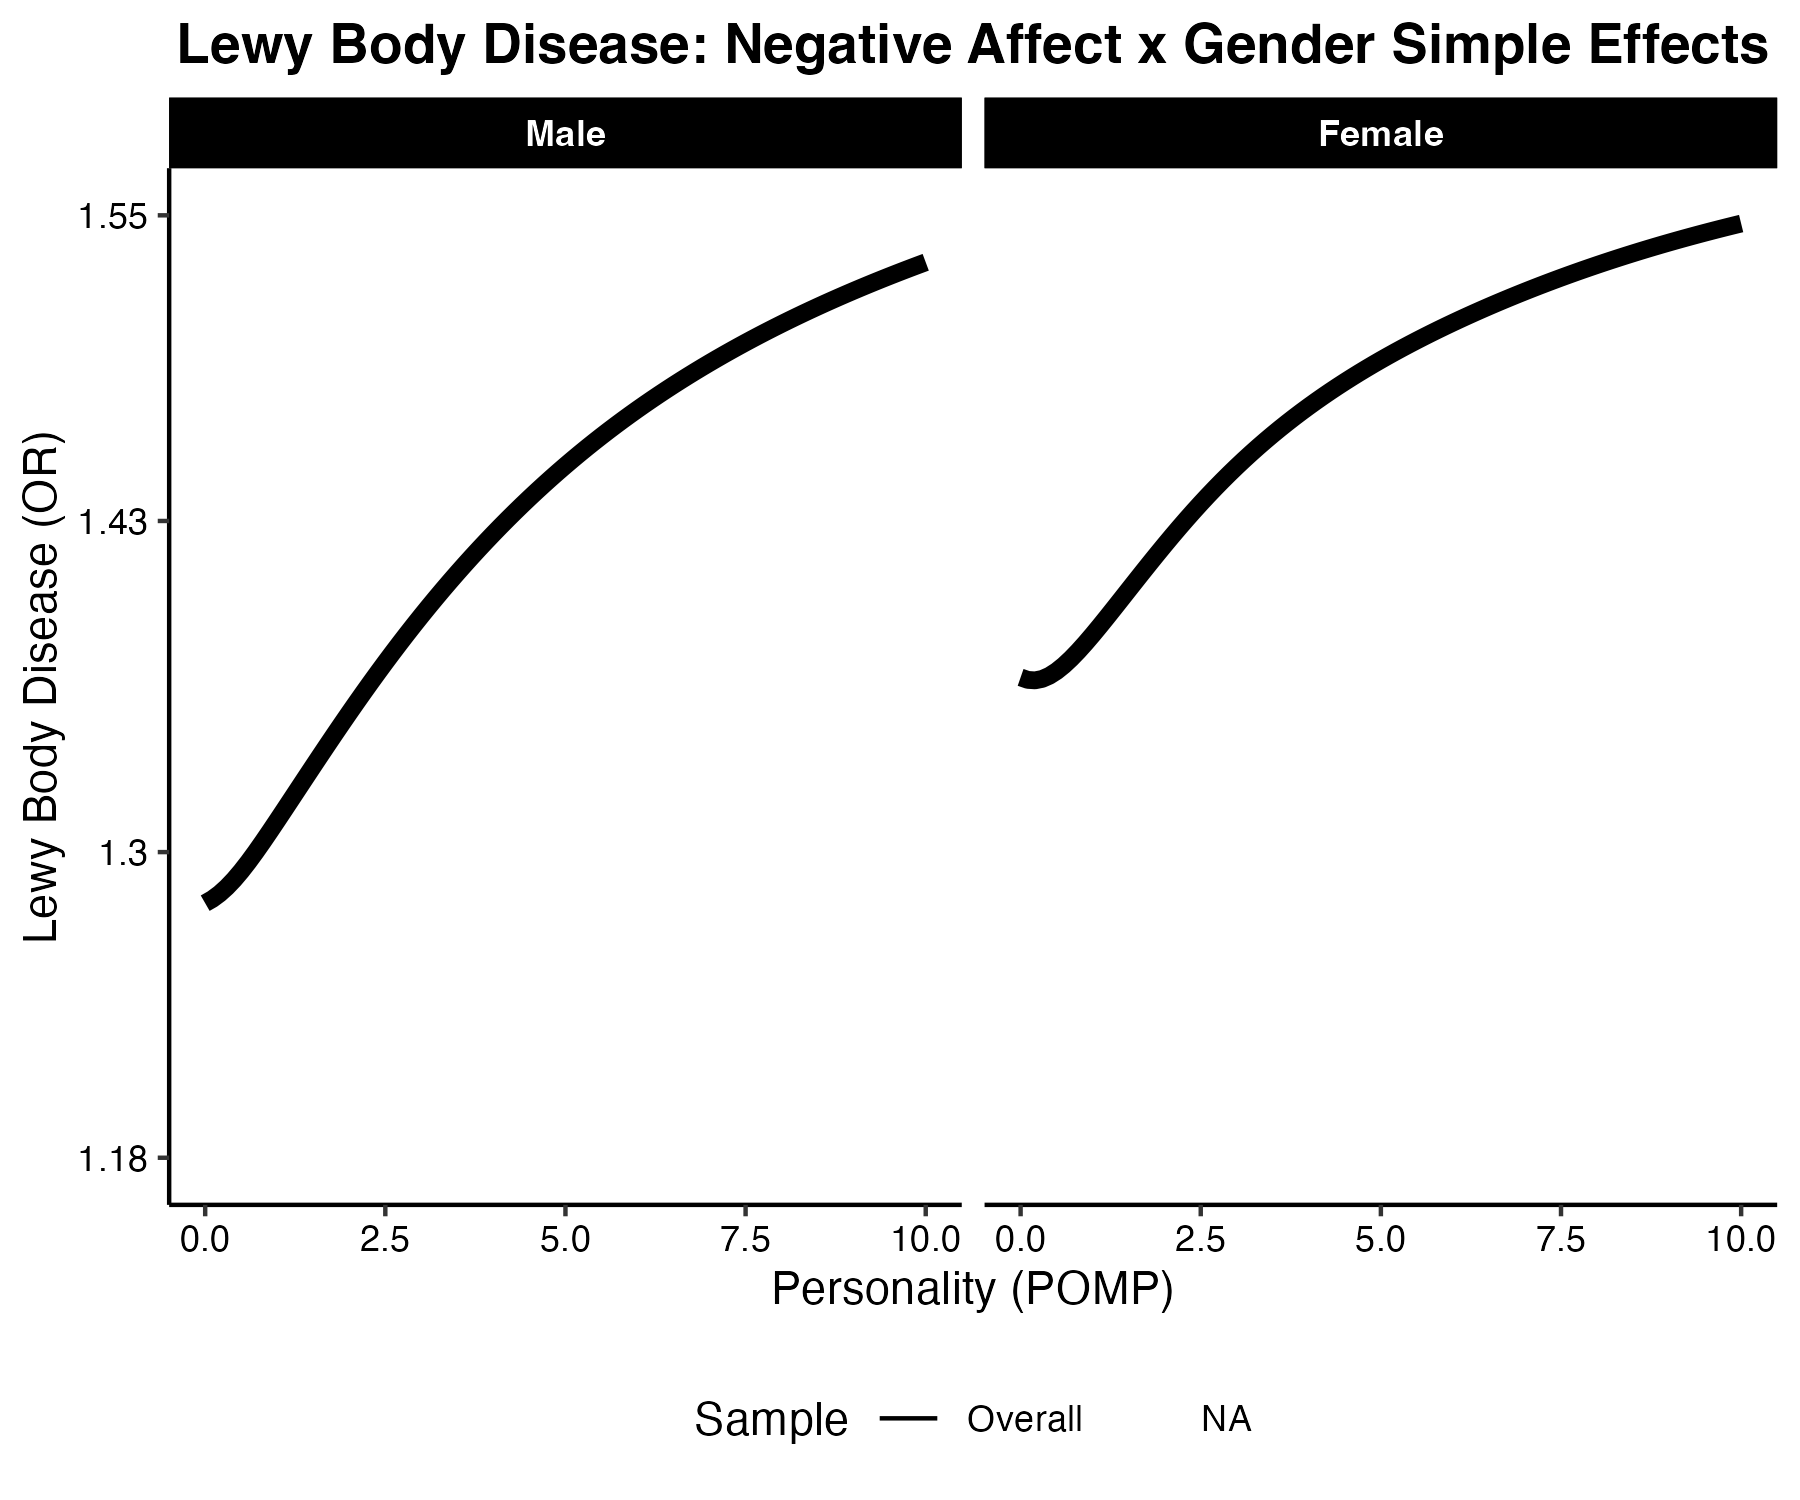 Lewy Body Disease: Negative Affect x Gender Simple Effects
Male
Female
Lewy Body Disease (OR)
1.55
1.43
1.3
1.18
0.0 2.5 5.0 7.5 10.0
0.0 2.5 5.0 7.5 10.0
Personality (POMP)
Sample Overall NA